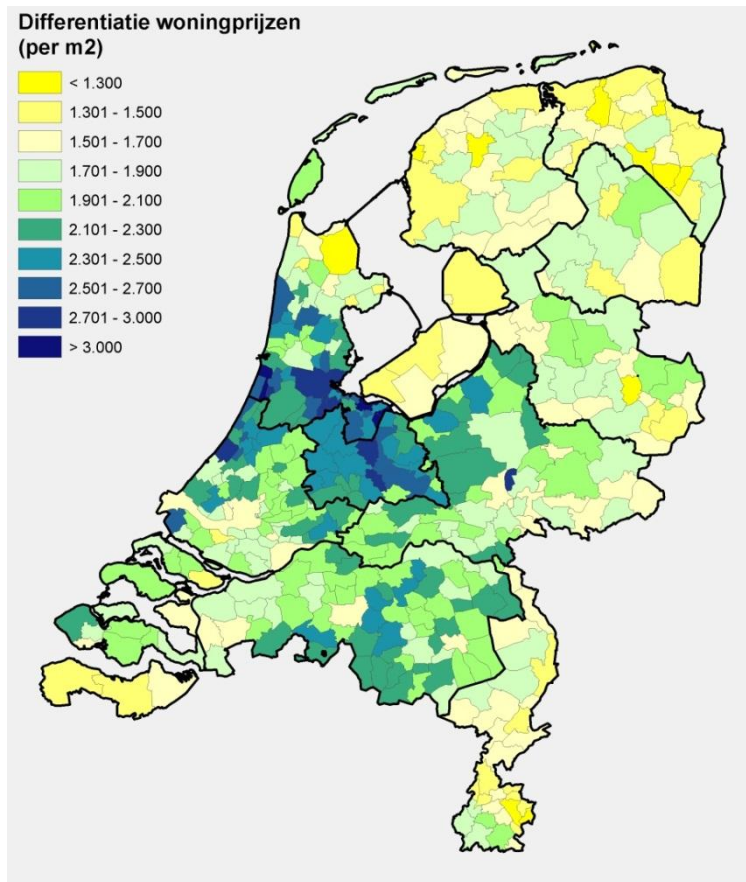 Differentiatie woningprijzen
(per m2)
< 1.300
1.301 - 1.500
1.501 - 1.700
1.701 - 1.900
1.901 - 2.100
2.101 - 2.300
2.301 - 2.500
2.501 - 2.700
2.701 - 3.000
> 3.000